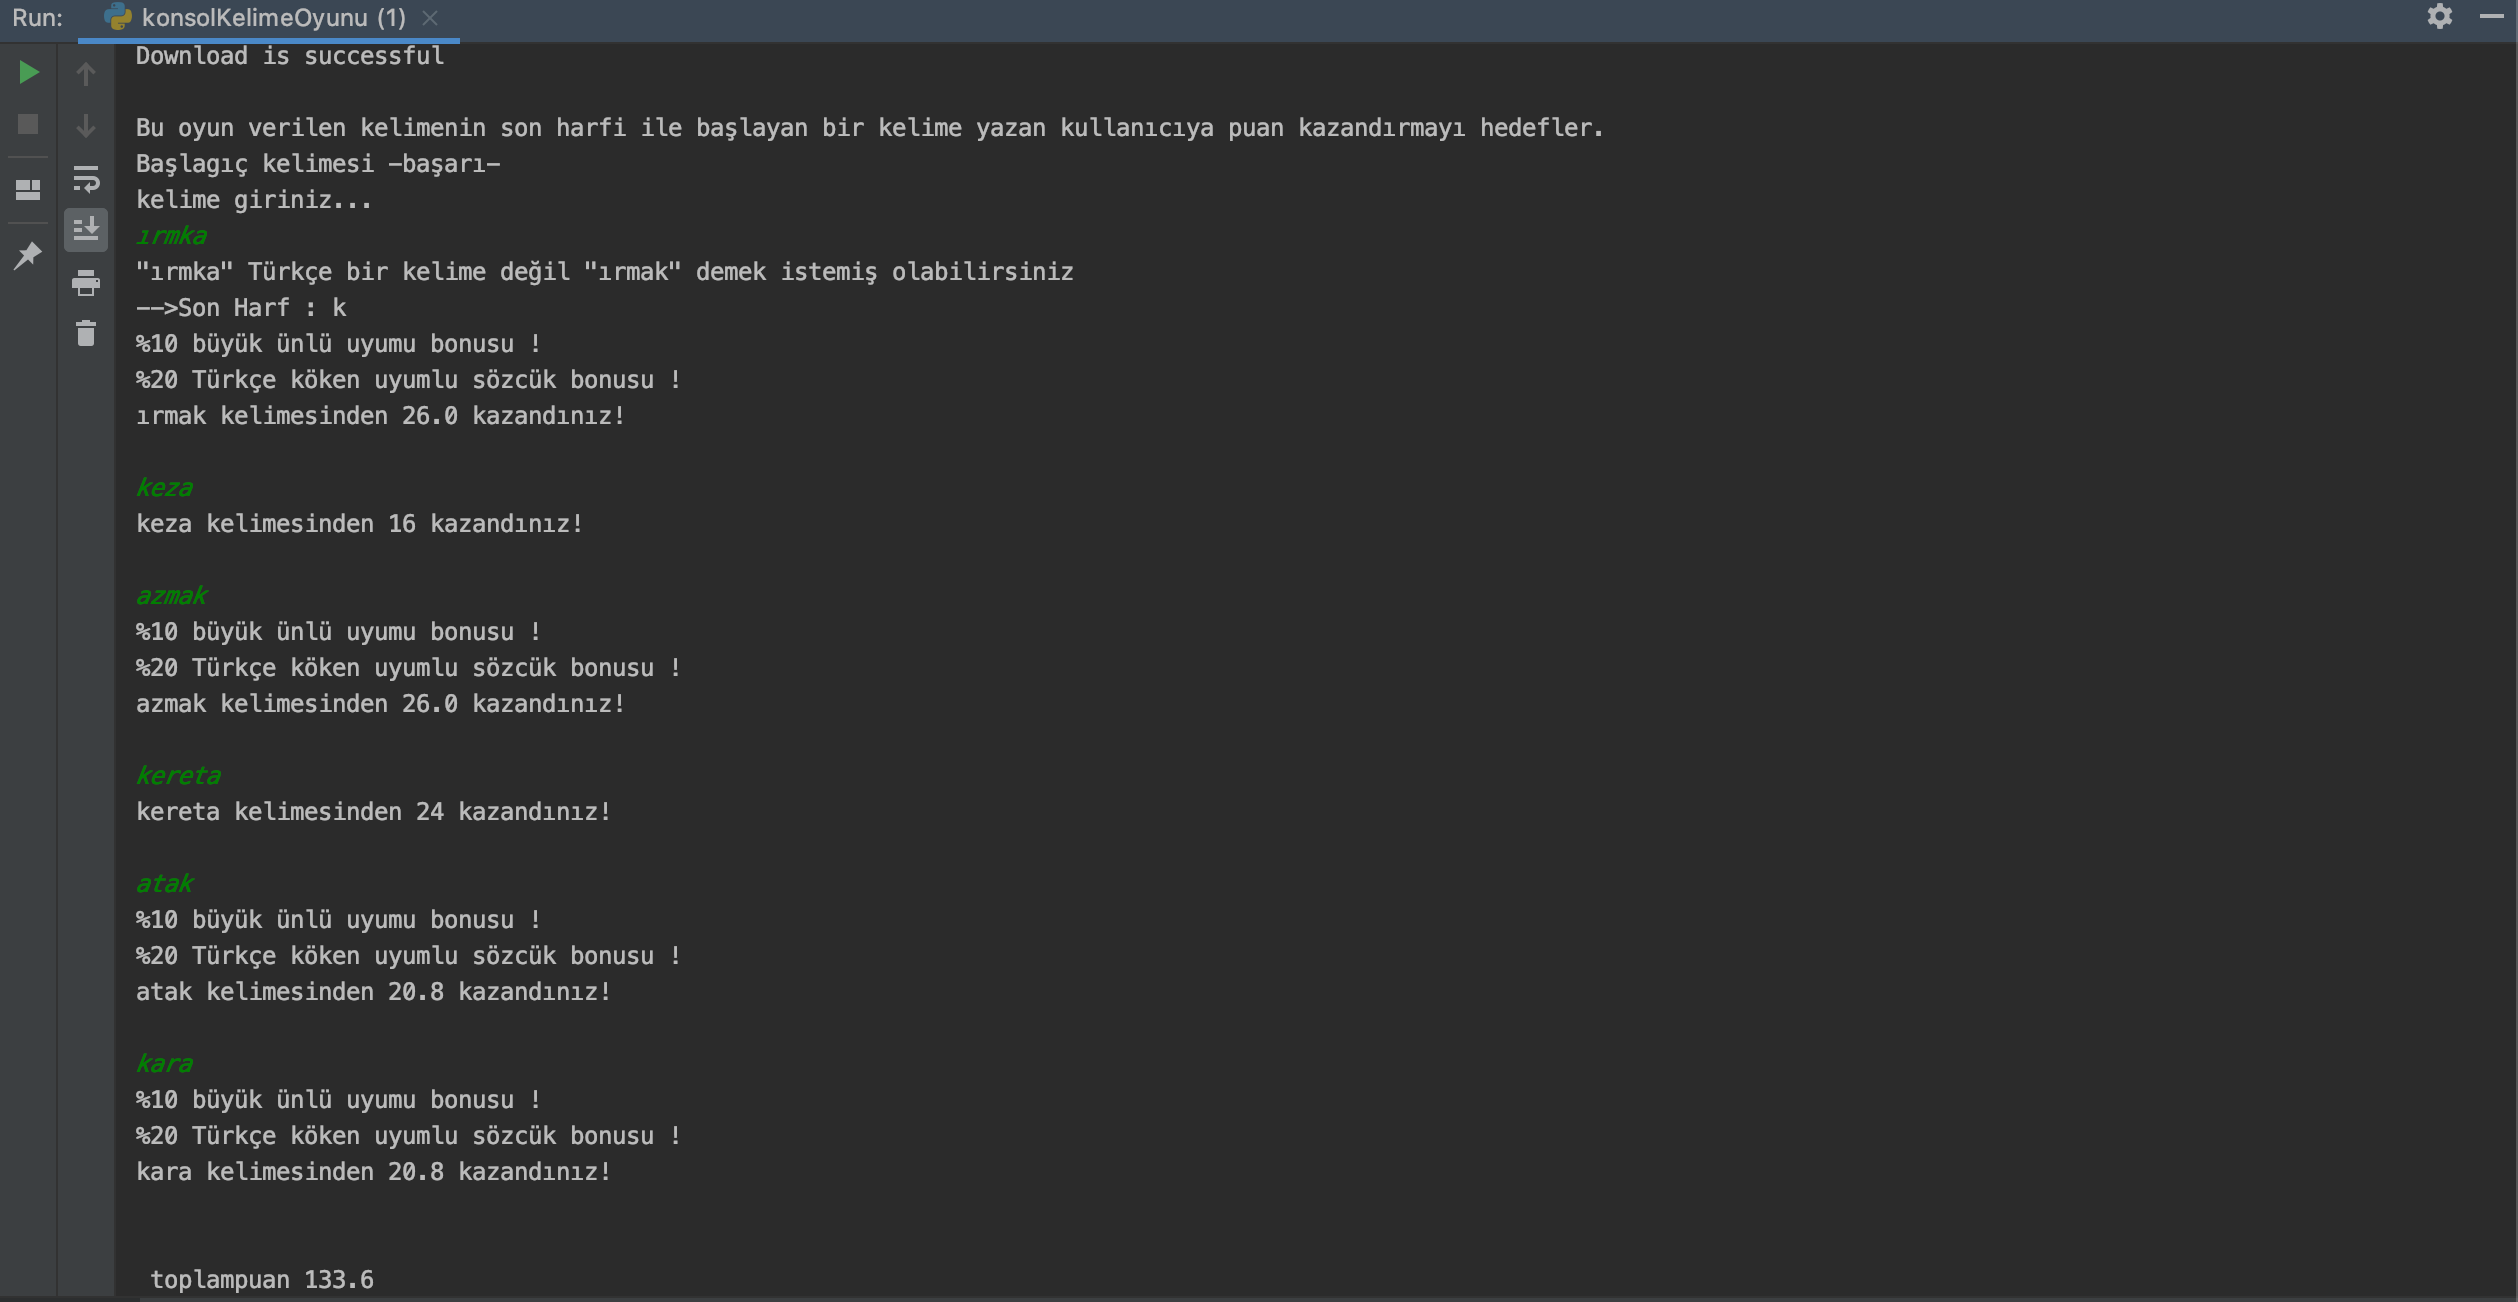 Run: konsolKelimeOyunu (1)
Download is successful
Bu oyun verilen kelimenin son harfi ile başlayan bir kelime yazan kullanıcıya puan kazandırmayı hedefler.
Başlagıç kelimesi -başarı-
kelime giriniz...
ırmka
"ırmka" Türkçe bir kelime değil "ırmak" demek istemiş olabilirsiniz
-->Son Harf : k
%10 büyük ünlü uyumu bonusu !
%20 Türkçe köken uyumlu sözcük bonusu !
ırmak kelimesinden 26.0 kazandınız!
keza
keza kelimesinden 16 kazandınız!
azmak
%10 büyük ünlü uyumu bonusu !
%20 Türkçe köken uyumlu sözcük bonusu !
azmak kelimesinden 26.0 kazandınız!
kereta
kereta kelimesinden 24 kazandınız!
atak
%10 büyük ünlü uyumu bonusu !
%20 Türkçe köken uyumlu sözcük bonusu !
atak kelimesinden 20.8 kazandınız!
kara
%10 büyük ünlü uyumu bonusu !
%20 Türkçe köken uyumlu sözcük bonusu !
kara kelimesinden 20.8 kazandınız!
toplampuan 133.6